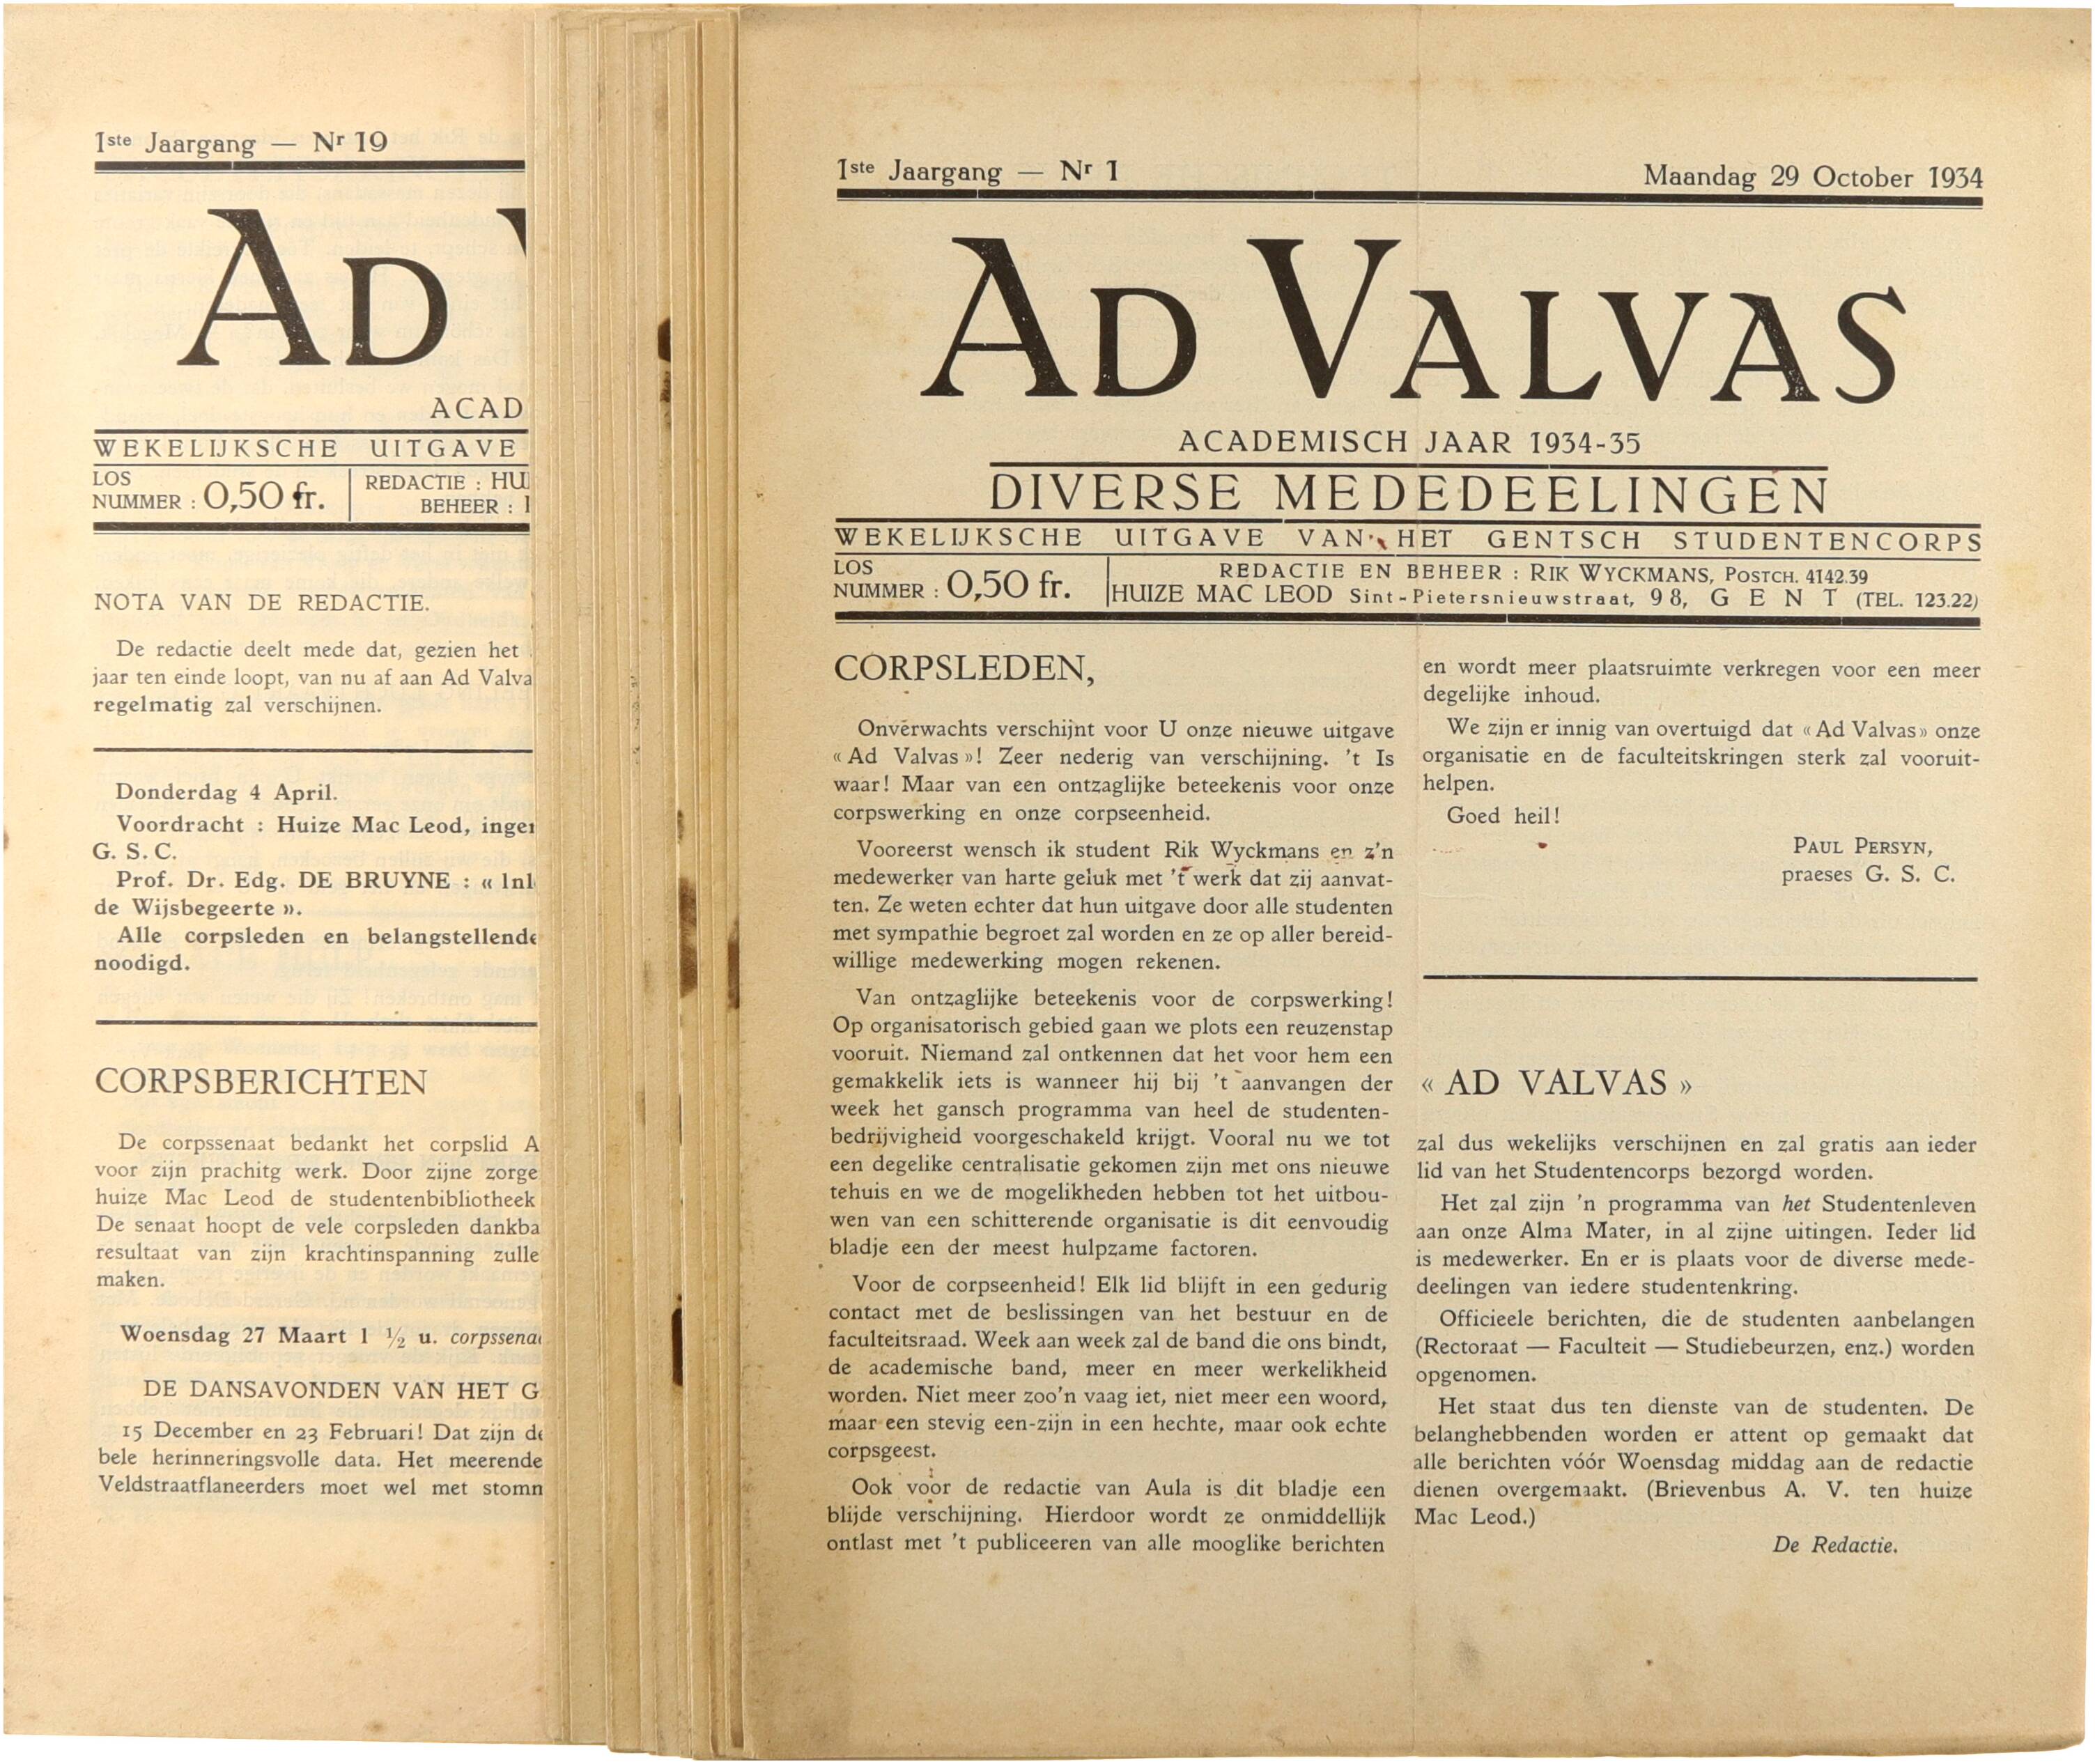 1ste Jaargang — Nr 19
AD
ACAD
WEKELIJKSCHE UITGAVE
LOS
NUMMER : 0,50 fr.
REDACTIE : HU
BEHEER :
NOTA VAN DE REDACTIE.
De redactie deelt mede dat, gezien het
jaar ten einde loopt, van nu af aan Ad Valva
regelmatig zal verschijnen.
Donderdag 4 April.
Voordracht : Huize Mac Leod, inger
G. S. C.
Prof. Dr. Edg. DE BRUYNE : « Inl
de Wijsbegeerte ».
Alle corpsleden en belangstellende
noodigd.
CORPSBERICHTEN
De corpssenaat bedankt het corpslid A
voor zijn prachitg werk. Door zijne zorge
huize Mac Leod de studentenbibliotheek
De senaat hoopt de vele corpsleden dankba
resultaat van zijn krachtinspanning zulle
maken.
Woensdag 27 Maart 1 ½ u. corpssena
DE DANSAVONDEN VAN HET G
15 December en 23 Februari! Dat zijn de
bele herinneringsvolle data. Het meerende
Veldstraatflaneerders moet wel met stomn
1ste Jaargang — Nr 1
Maandag 29 October 1934
AD VALVAS
ACADEMISCH JAAR 1934-35
DIVERSE MEDEDEELINGEN
WEKELIJKSCHE UITGAVE VAN HET GENTSCH STUDENTENCORPS
LOS
NUMMER : 0,50 fr.
REDACTIE EN BEHEER : RIK WYCKMANS, POSTCH. 4142.39
HUIZE MAC LEOD Sint-Pietersnieuwstraat, 98, GENT (TEL. 123.22)
CORPSLEDEN,
Onverwachts verschijnt voor U onze nieuwe uitgave
« Ad Valvas »! Zeer nederig van verschijning. 't Is
waar! Maar van een ontzaglijke beteekenis voor onze
corpswerking en onze corpseenheid.
Vooreerst wensch ik student Rik Wyckmans en z'n
medewerker van harte geluk met 't werk dat zij aanvat-
ten. Ze weten echter dat hun uitgave door alle studenten
met sympathie begroet zal worden en ze op aller bereid-
willige medewerking mogen rekenen.
Van ontzaglijke beteekenis voor de corpswerking!
Op organisatorisch gebied gaan we plots een reuzenstap
vooruit. Niemand zal ontkennen dat het voor hem een
gemakkelik iets is wanneer hij bij 't aanvangen der
week het gansch programma van heel de studenten-
bedrijvigheid voorgeschakeld krijgt. Vooral nu we tot
een degelike centralisatie gekomen zijn met ons nieuwe
tehuis en we de mogelikheden hebben tot het uitbou-
wen van een schitterende organisatie is dit eenvoudig
bladje een der meest hulpzame factoren.
Voor de corpseenheid! Elk lid blijft in een gedurig
contact met de beslissingen van het bestuur en de
faculteitsraad. Week aan week zal de band die ons bindt,
de academische band, meer en meer werkelikheid
worden. Niet meer zoo'n vaag iet, niet meer een woord,
maar een stevig een-zijn in een hechte, maar ook echte
corpsgeest.
Ook voor de redactie van Aula is dit bladje een
blijde verschijning. Hierdoor wordt ze onmiddellijk
ontlast met 't publiceeren van alle mooglike berichten
en wordt meer plaatsruimte verkregen voor een meer
degelijke inhoud.
We zijn er innig van overtuigd dat « Ad Valvas » onze
organisatie en de faculteitskringen sterk zal vooruit-
helpen.
Goed heil!
PAUL PERSYN,
praeses G. S. C.
« AD VALVAS »
zal dus wekelijks verschijnen en zal gratis aan ieder
lid van het Studentencorps bezorgd worden.
Het zal zijn 'n programma van het Studentenleven
aan onze Alma Mater, in al zijne uitingen. Ieder lid
is medewerker. En er is plaats voor de diverse mede-
deelingen van iedere studentenkring.
Officieele berichten, die de studenten aanbelangen
(Rectoraat — Faculteit — Studiebeurzen, enz.) worden
opgenomen.
Het staat dus ten dienste van de studenten. De
belanghebbenden worden er attent op gemaakt dat
alle berichten vóór Woensdag middag aan de redactie
dienen overgemaakt. (Brievenbus A. V. ten huize
Mac Leod.)
De Redactie.